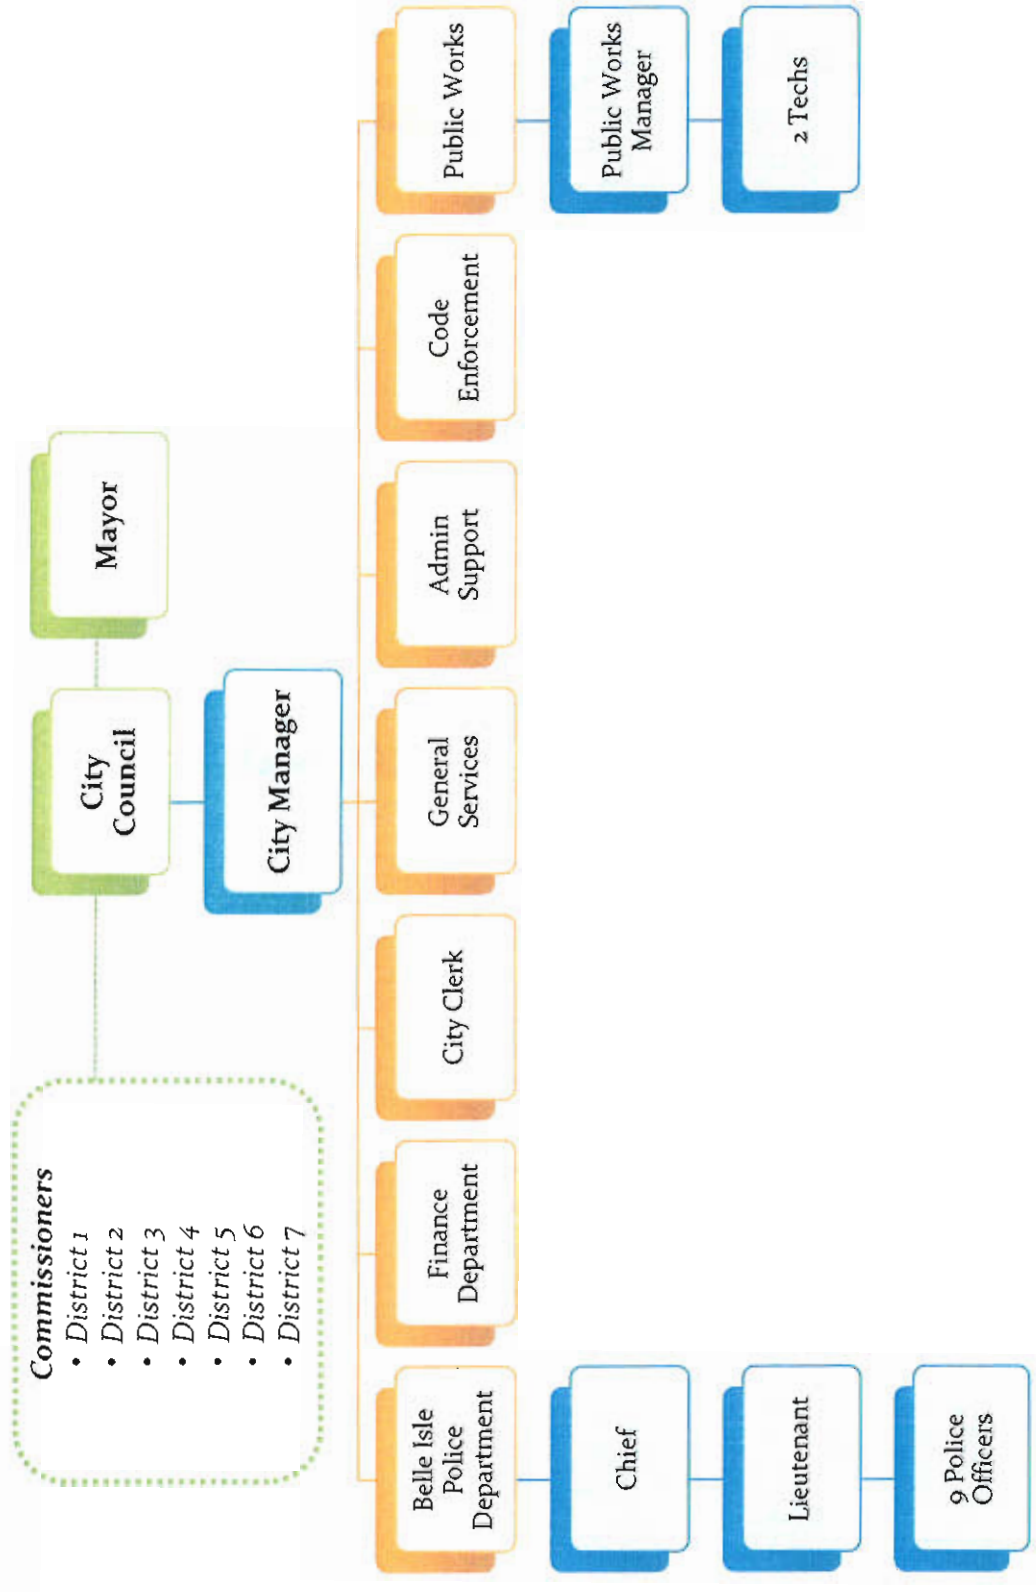 Commissioners
• District 1
• District 2
• District 3
• District 4
• District 5
• District 6
• District 7
City
Council
Mayor
City Manager
Belle Isle
Police
Department
Finance
Department
City Clerk
General
Services
Admin
Support
Code
Enforcement
Public Works
Chief
Public Works
Manager
Lieutenant
2 Techs
9 Police
Officers